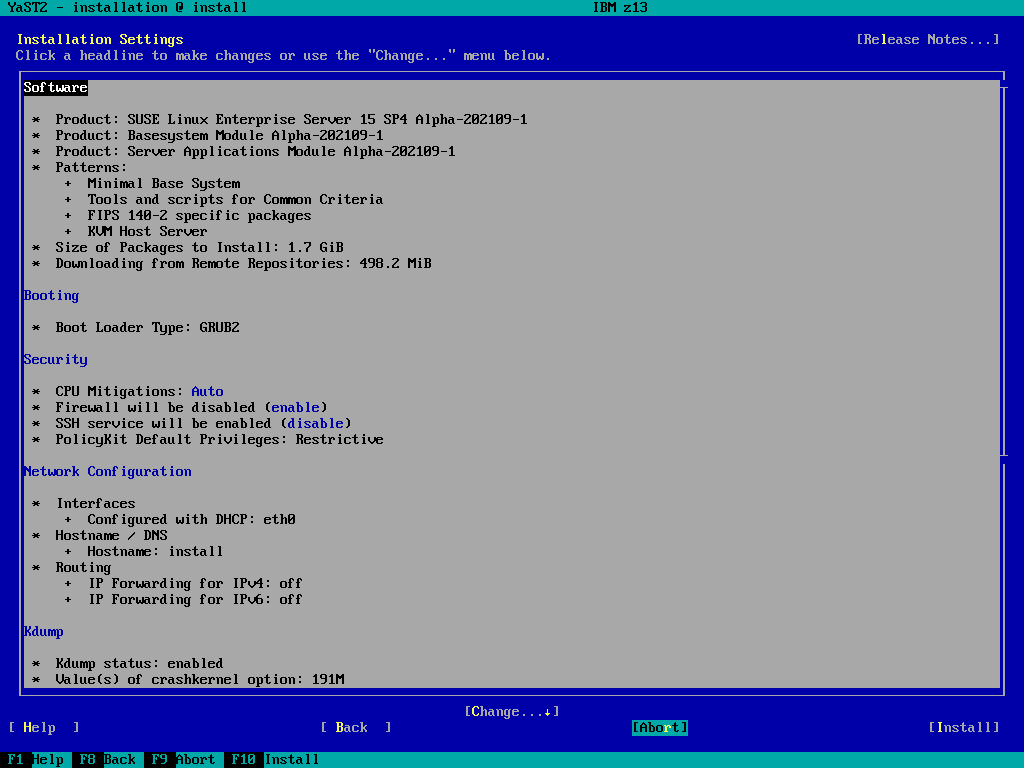 YaST2 - installation @ install IBM z13
Installation Settings [Release Notes...]
Click a headline to make changes or use the "Change..." menu below.
Software
* Product: SUSE Linux Enterprise Server 15 SP4 Alpha-202109-1
* Product: Basesystem Module Alpha-202109-1
* Product: Server Applications Module Alpha-202109-1
* Patterns:
+ Minimal Base System
+ Tools and scripts for Common Criteria
+ FIPS 140-2 specific packages
+ KVM Host Server
* Size of Packages to Install: 1.7 GiB
* Downloading from Remote Repositories: 498.2 MiB
Booting
* Boot Loader Type: GRUB2
Security
* CPU Mitigations: Auto
* Firewall will be disabled (enable)
* SSH service will be enabled (disable)
* PolicyKit Default Privileges: Restrictive
Network Configuration
* Interfaces
+ Configured with DHCP: eth0
* Hostname / DNS
+ Hostname: install
* Routing
+ IP Forwarding for IPv4: off
+ IP Forwarding for IPv6: off
Kdump
* Kdump status: enabled
* Value(s) of crashkernel option: 191M
[Change...↓]
[ Help ] [ Back ] [Abort] [Install]
F1 Help F8 Back F9 Abort F10 Install